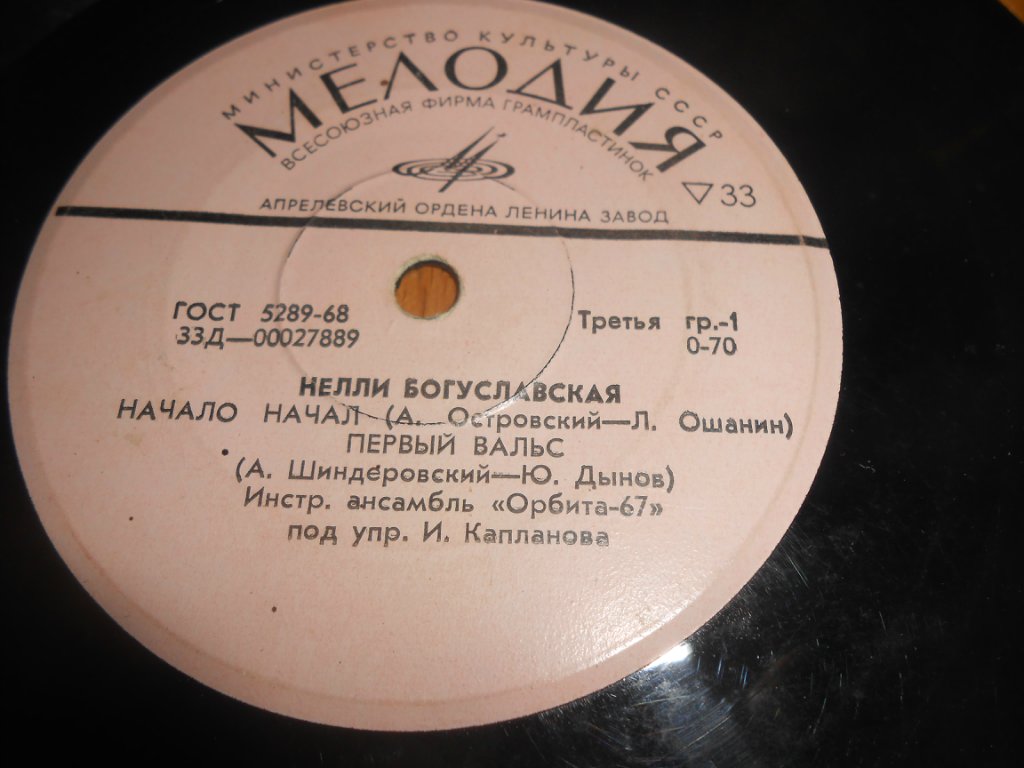 МИНИСТЕРСТВО КУЛЬТУРЫ СССР
МЕЛОДИЯ
ВСЕСОЮЗНАЯ ФИРМА ГРАМПЛАСТИНОК
▽33
АПРЕЛЕВСКИЙ ОРДЕНА ЛЕНИНА ЗАВОД
ГОСТ 5289-68
33Д—00027889
Третья гр.-1
0-70
НЕЛЛИ БОГУСЛАВСКАЯ
НАЧАЛО НАЧАЛ (А. Островский—Л. Ошанин)
ПЕРВЫЙ ВАЛЬС
(А. Шиндеровский—Ю. Дынов)
Инстр. ансамбль «Орбита-67»
под упр. И. Капланова